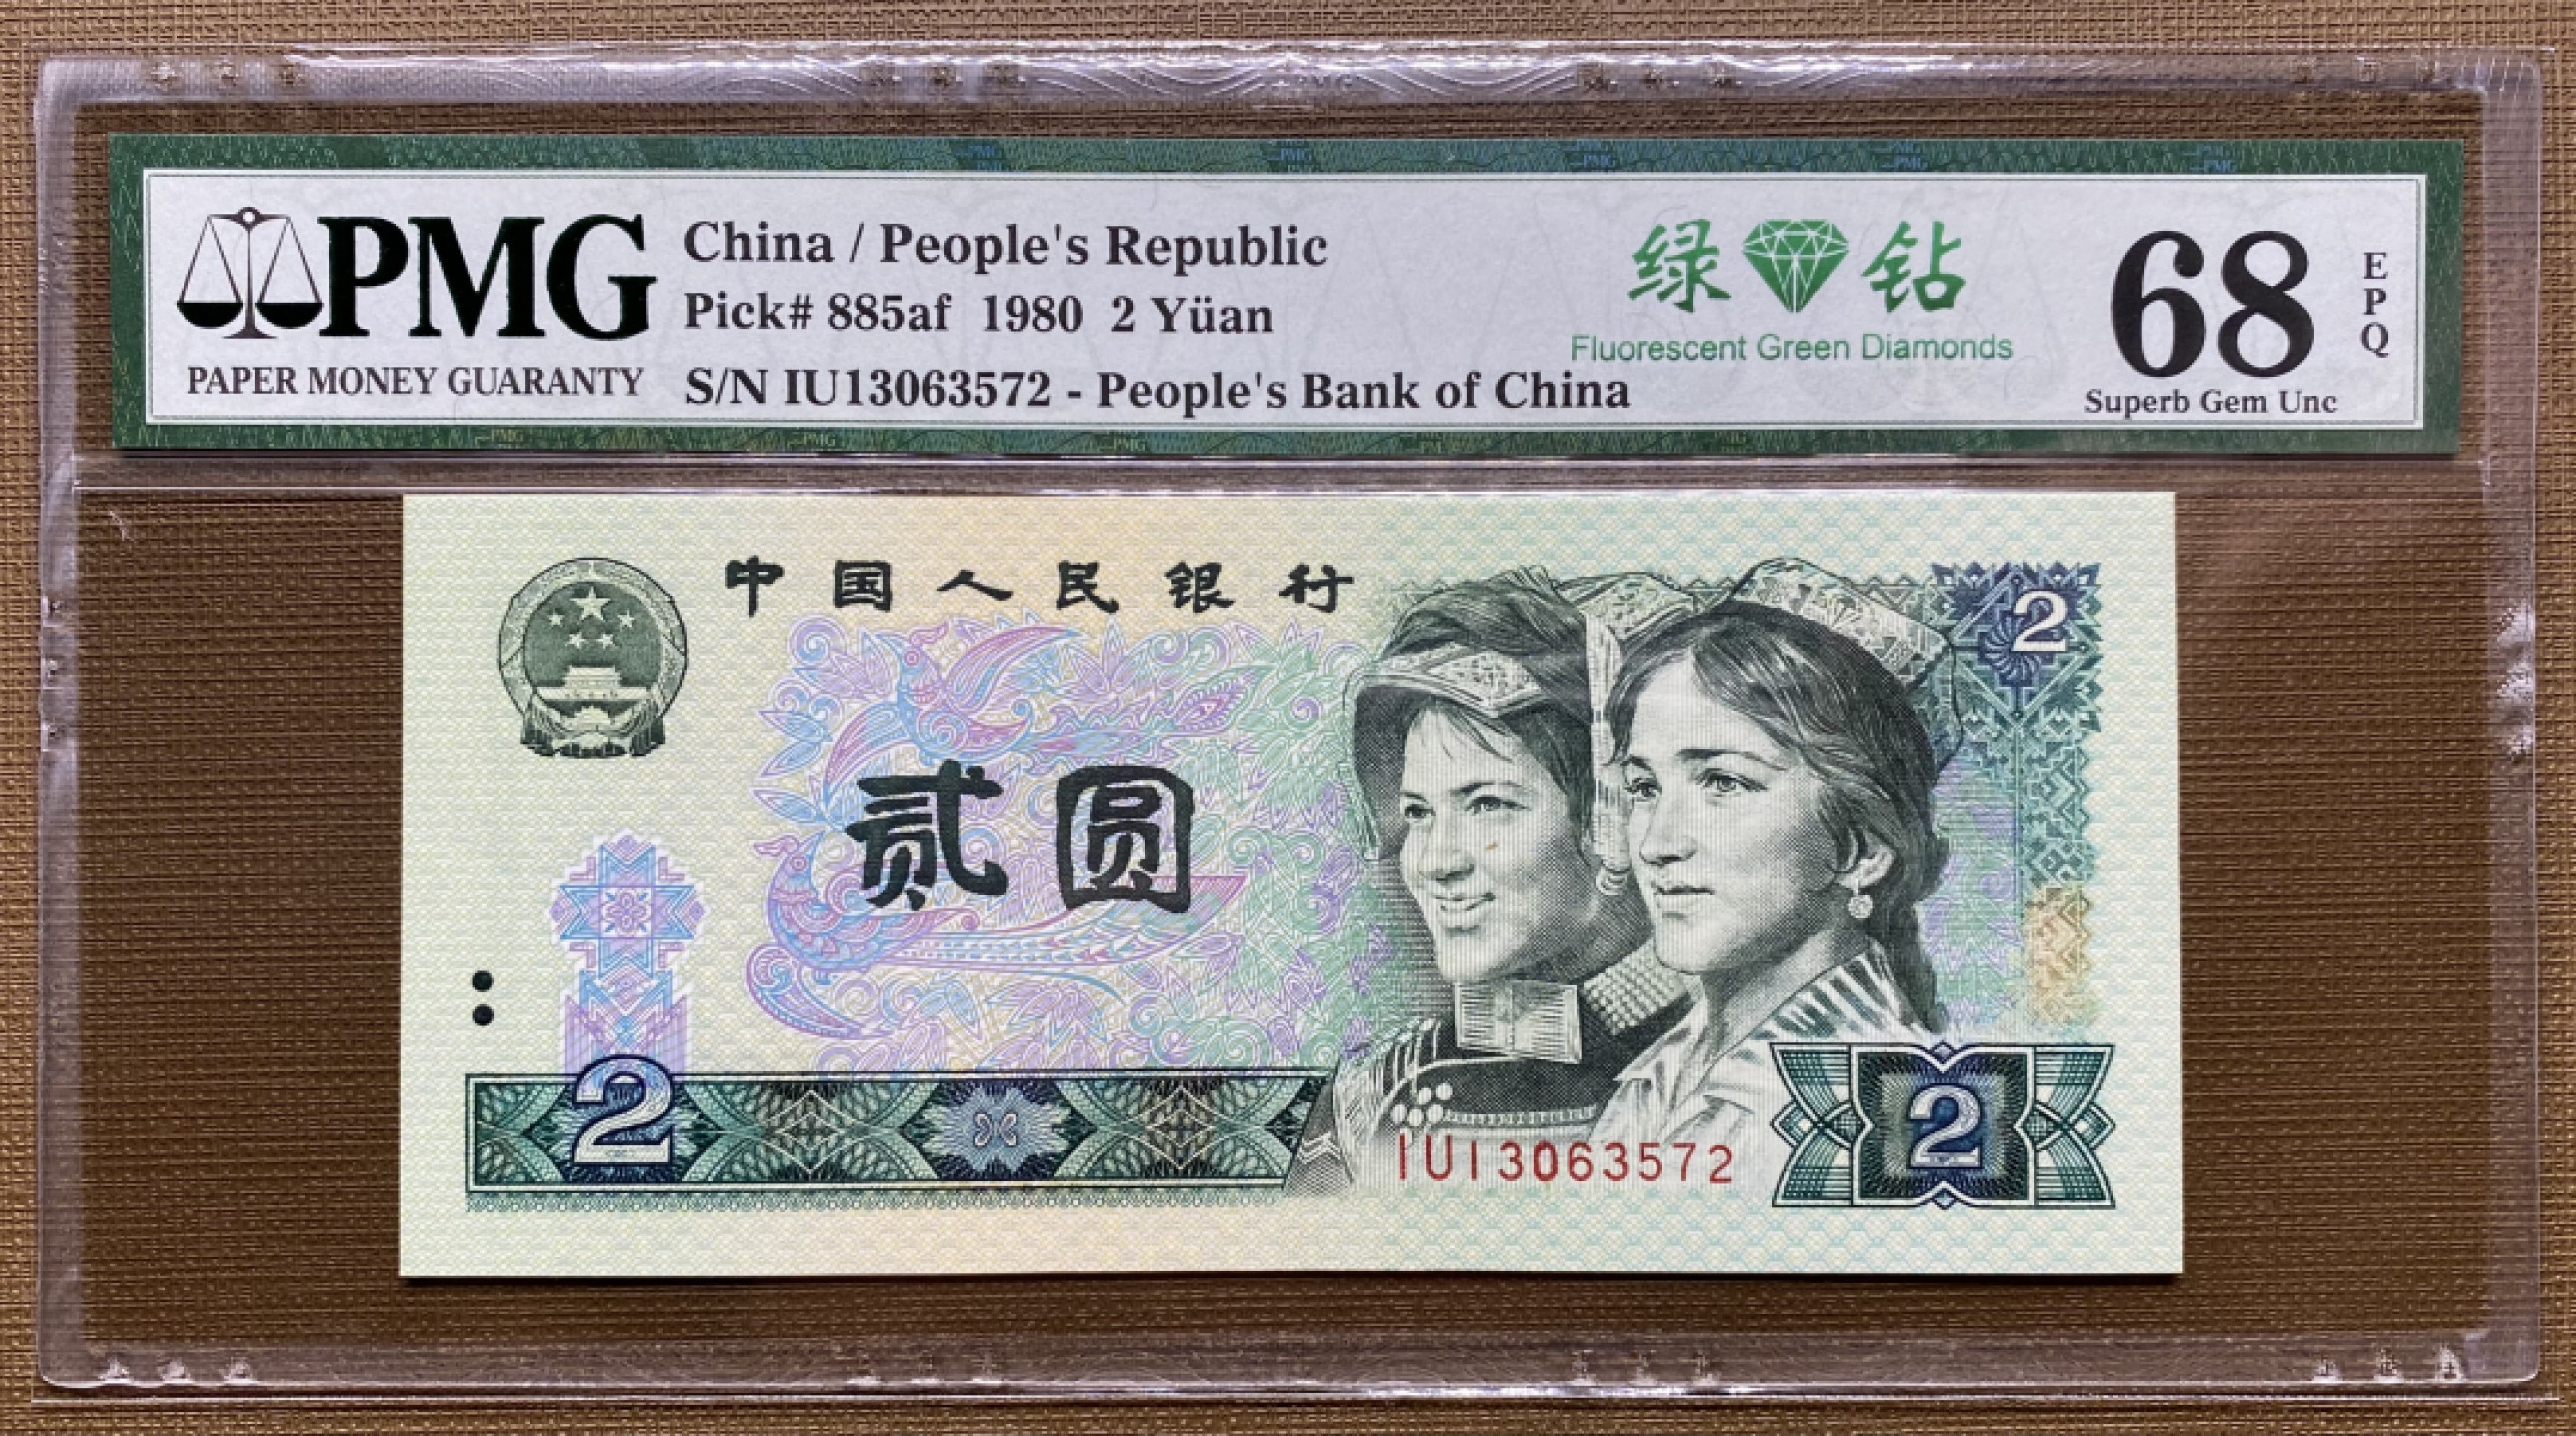 PMG
PAPER MONEY GUARANTY
China / People's Republic
Pick# 885af 1980 2 Yüan
S/N IU13063572 - People's Bank of China
绿 钻
Fluorescent Green Diamonds
68
EPQ
Superb Gem Unc
中国人民银行
2
贰圆
2
IU13063572
2